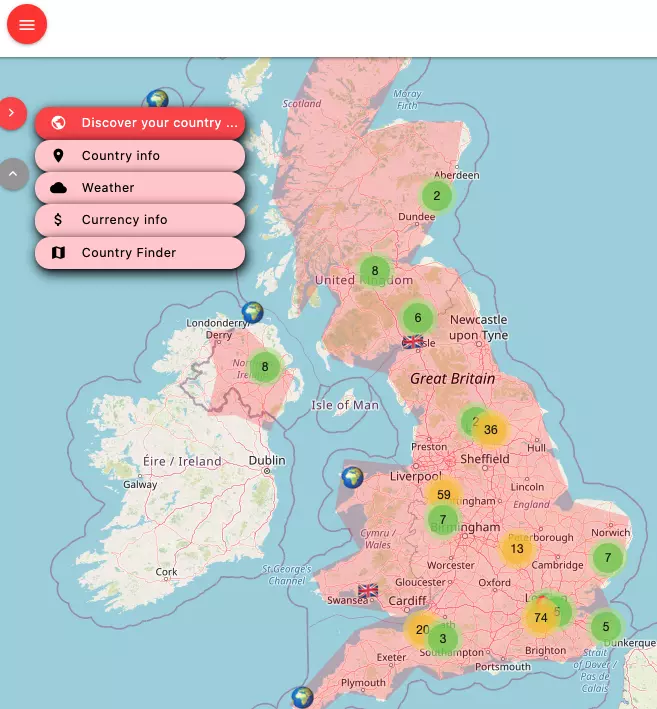 Scotland
Moray
Firth
Discover your country ...
Country info
Weather
Currency info
Country Finder
Aberdeen
2
Dundee
8
United Kingdom
6
Newcastle
upon Tyne
Londonderry/
Derry
8
Great Britain
Isle of Man
36
Preston
Hull
Sheffield
Dublin
Éire / Ireland
Liverpool
Galway
59
Lincoln
England
7
Birmingham
Norwich
Cymru /
Wales
13
Peterborough
Cambridge
7
Worcester
Cork
St George's
Channel
Gloucester
Oxford
Swansea
Cardiff
74
5
20
3
5
Brighton
Southampton
Dunkerque
Exeter
Portsmouth
Strait
of Dover /
Pas de
Calais
Plymouth